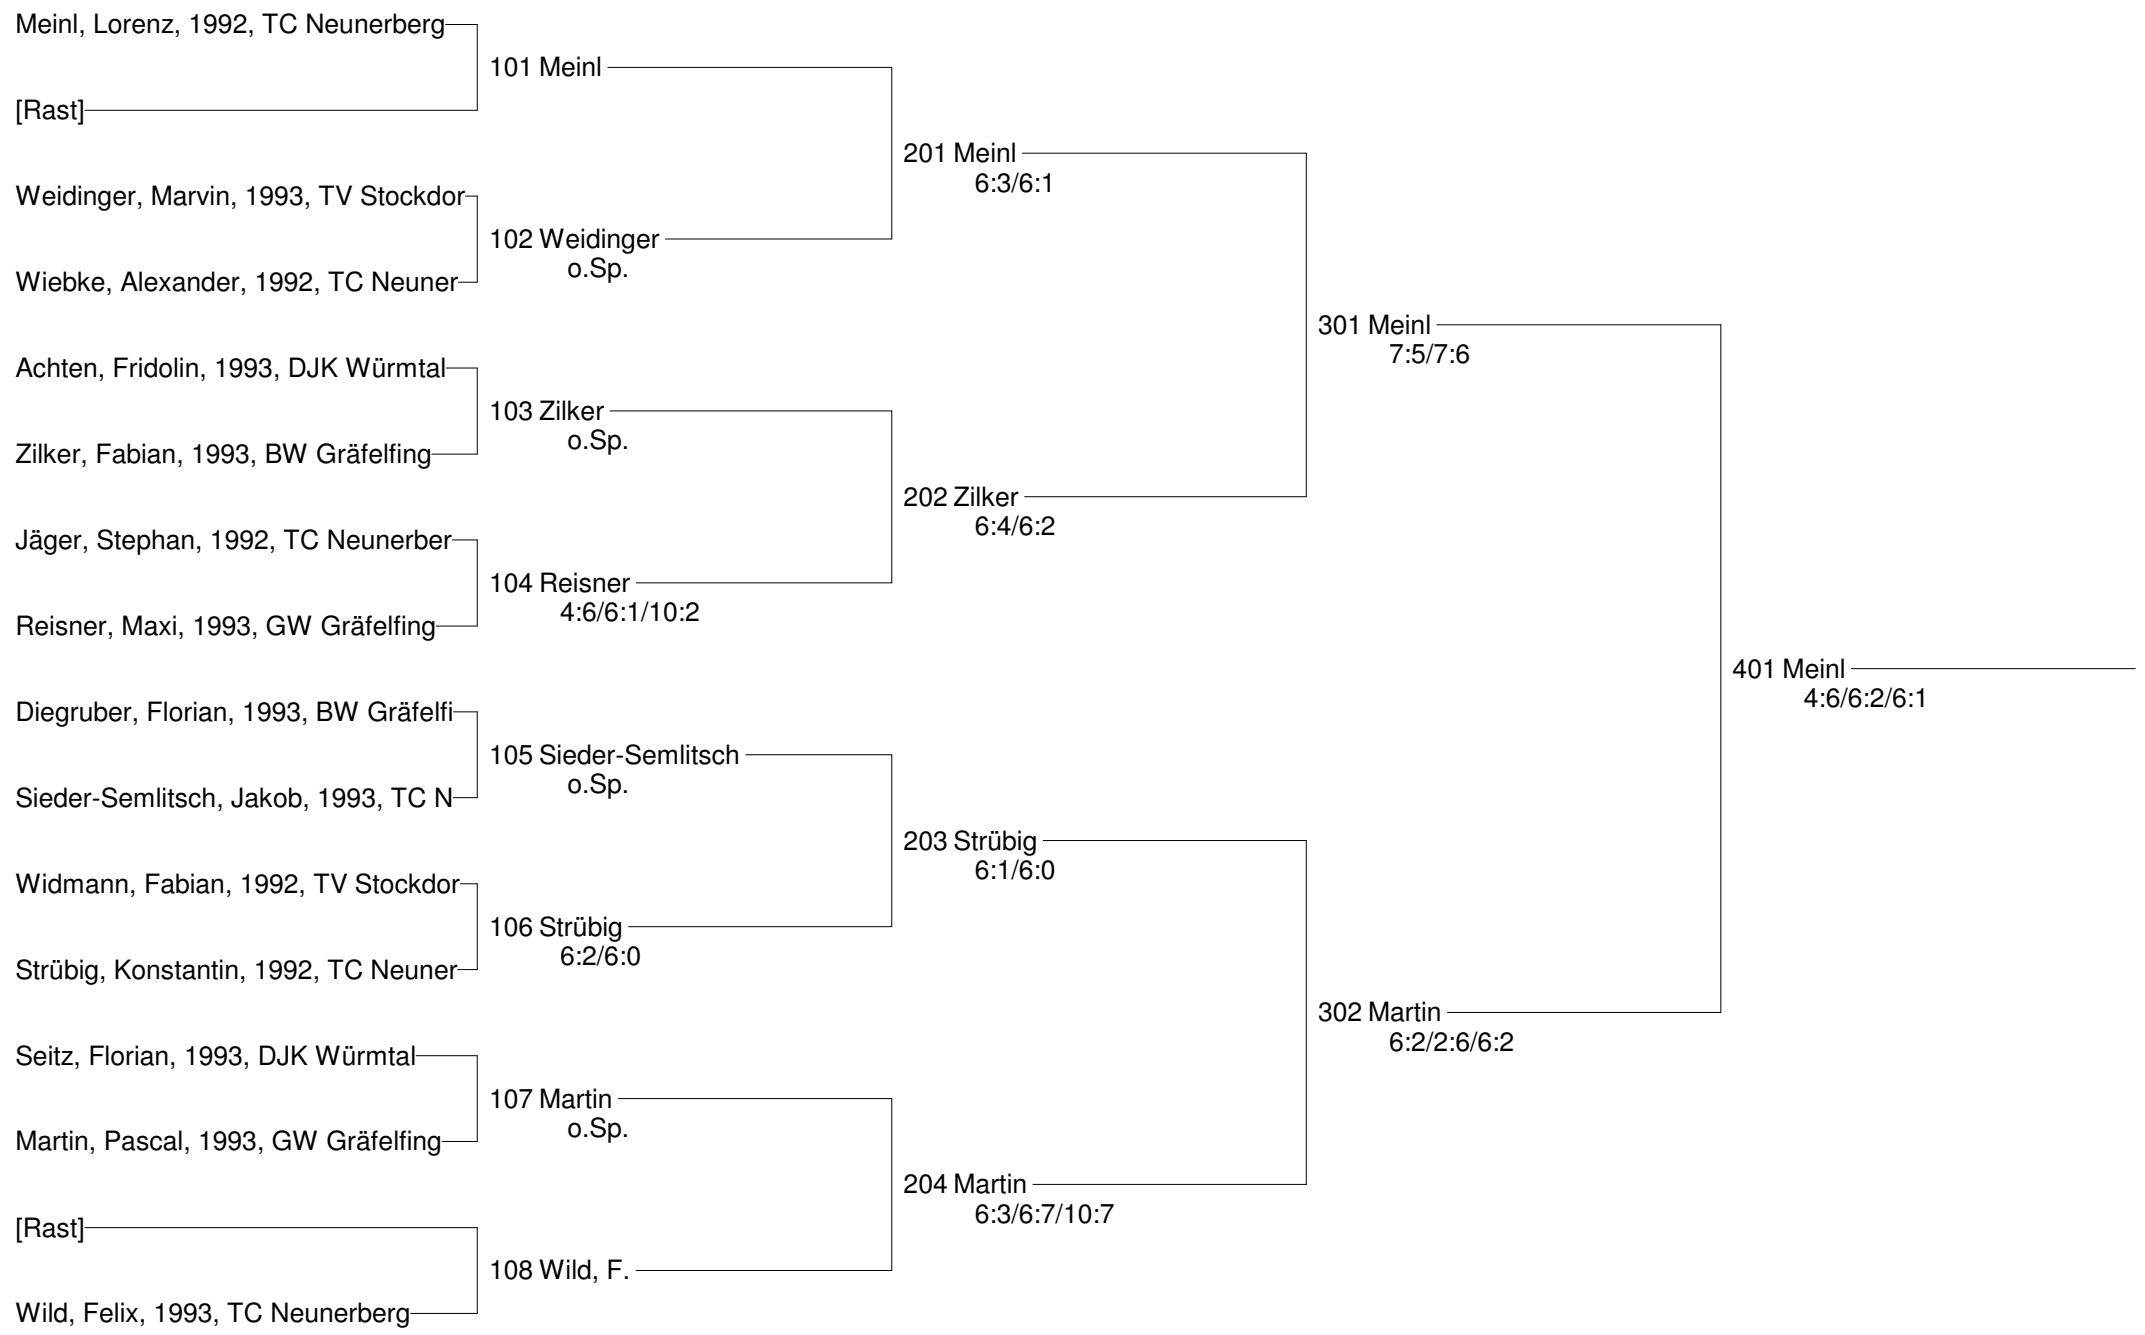 Meinl, Lorenz, 1992, TC Neunerberg
101 Meinl
[Rast]
201 Meinl
6:3/6:1
Weidinger, Marvin, 1993, TV Stockdor
102 Weidinger
o.Sp.
Wiebke, Alexander, 1992, TC Neuner
301 Meinl
7:5/7:6
Achten, Fridolin, 1993, DJK Würmtal
103 Zilker
o.Sp.
Zilker, Fabian, 1993, BW Gräfelfing
202 Zilker
6:4/6:2
Jäger, Stephan, 1992, TC Neunerber
104 Reisner
4:6/6:1/10:2
Reisner, Maxi, 1993, GW Gräfelfing
401 Meinl
4:6/6:2/6:1
Diegruber, Florian, 1993, BW Gräfelfi
105 Sieder-Semlitsch
o.Sp.
Sieder-Semlitsch, Jakob, 1993, TC N
203 Strübig
6:1/6:0
Widmann, Fabian, 1992, TV Stockdor
106 Strübig
6:2/6:0
Strübig, Konstantin, 1992, TC Neuner
302 Martin
6:2/2:6/6:2
Seitz, Florian, 1993, DJK Würmtal
107 Martin
o.Sp.
Martin, Pascal, 1993, GW Gräfelfing
204 Martin
6:3/6:7/10:7
[Rast]
108 Wild, F.
Wild, Felix, 1993, TC Neunerberg